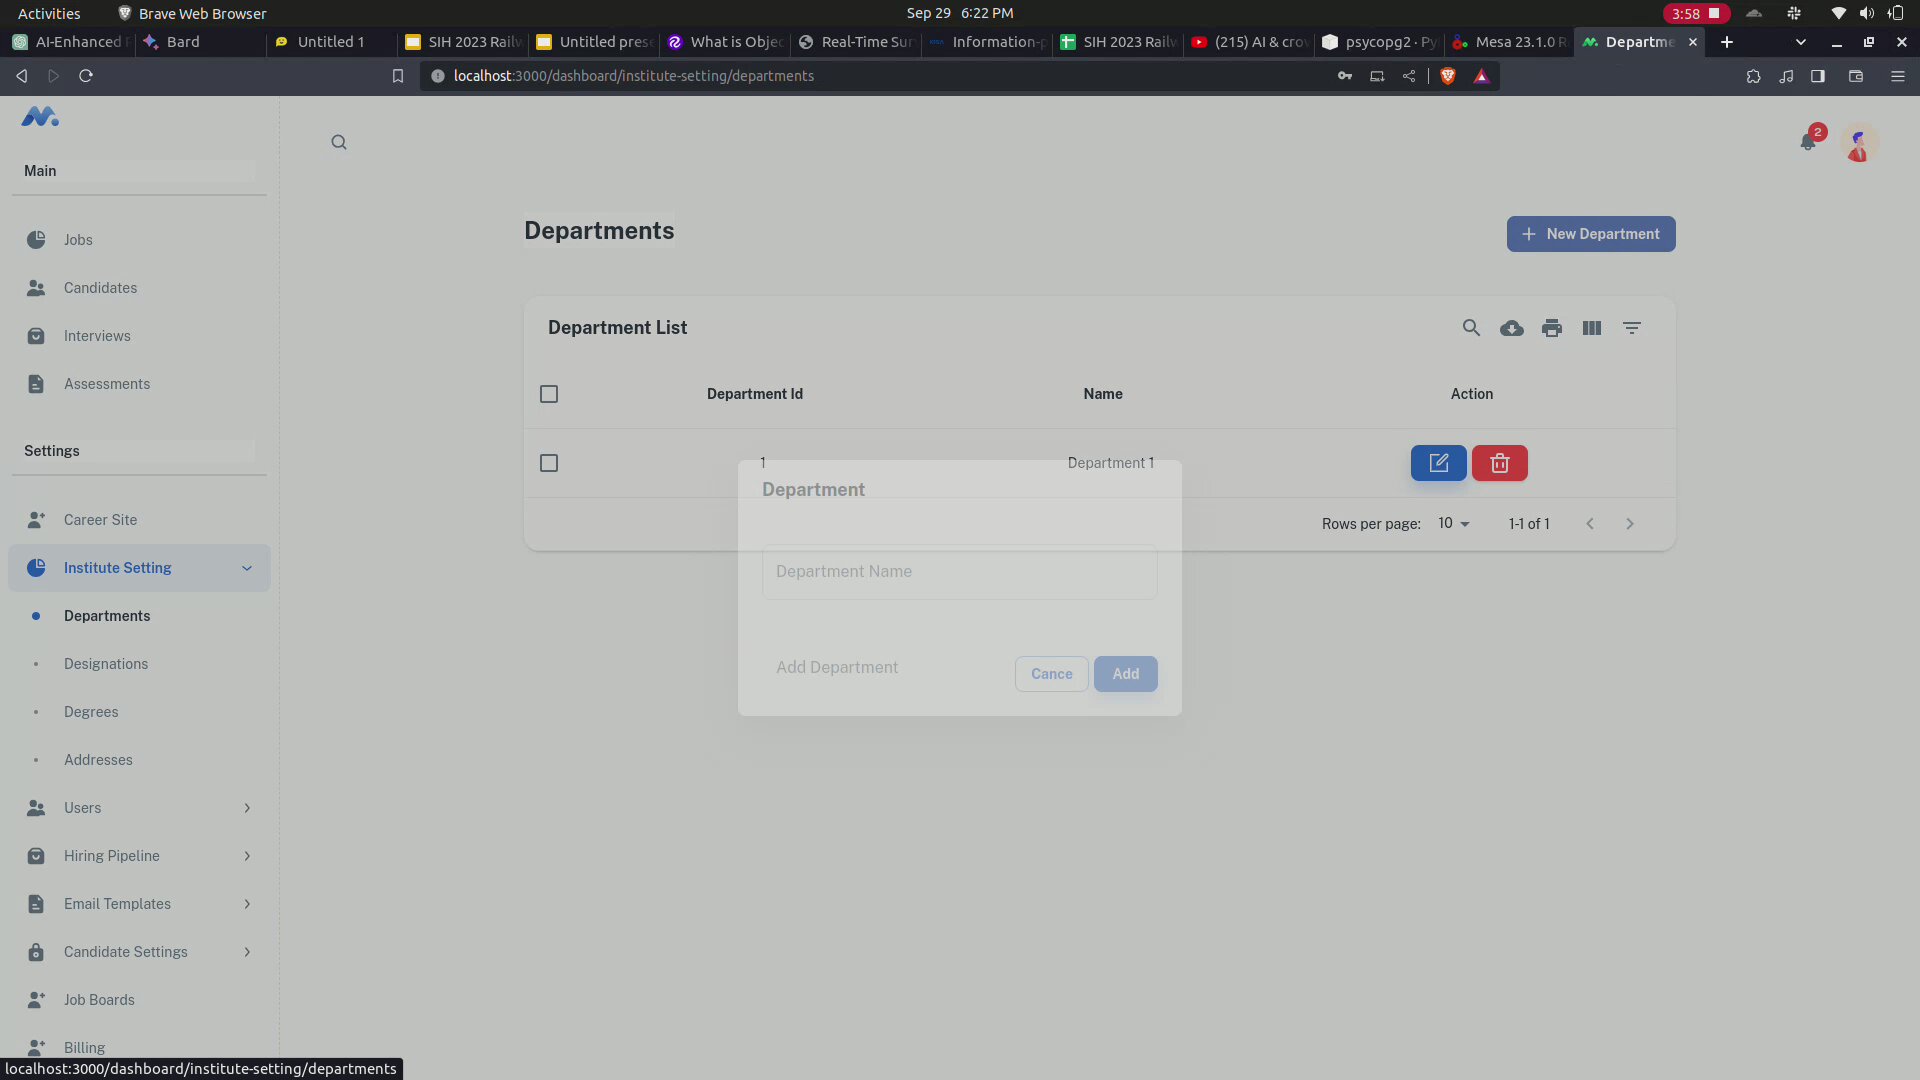 Activities
Brave Web Browser
Sep 29 6:22 PM
3:58
AI-Enhanced
Bard
Untitled 1
SIH 2023 Railw
Untitled prese
What is Objec
Real-Time Sur
Information-p
SIH 2023 Railw
(215) AI & crow
psycopg2 · Py
Mesa 23.1.0 R
Departme
localhost:3000/dashboard/institute-setting/departments
2
Main
Jobs
Candidates
Interviews
Assessments
Settings
Career Site
Institute Setting
Departments
Designations
Degrees
Addresses
Users
Hiring Pipeline
Email Templates
Candidate Settings
Job Boards
Billing
Departments
New Department
Department List
Department Id
Name
Action
1
Department 1
Rows per page:
10
1-1 of 1
Department
Department Name
Add Department
Cance
Add
localhost:3000/dashboard/institute-setting/departments